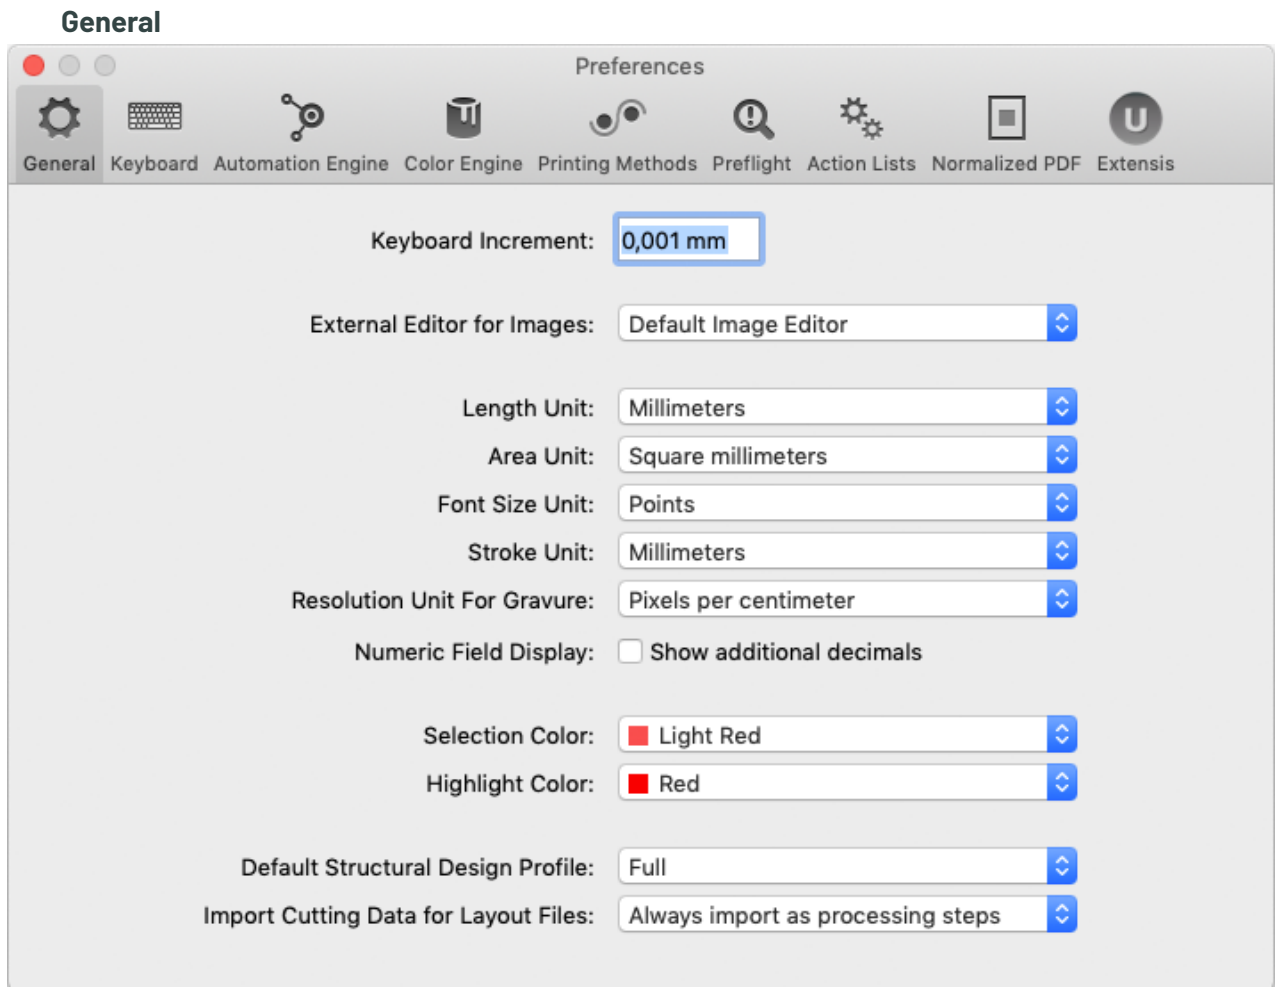 General
Preferences
General Keyboard Automation Engine Color Engine Printing Methods Preflight Action Lists Normalized PDF Extensis
Keyboard Increment: 0,001 mm
External Editor for Images: Default Image Editor
Length Unit: Millimeters
Area Unit: Square millimeters
Font Size Unit: Points
Stroke Unit: Millimeters
Resolution Unit For Gravure: Pixels per centimeter
Numeric Field Display: Show additional decimals
Selection Color: Light Red
Highlight Color: Red
Default Structural Design Profile: Full
Import Cutting Data for Layout Files: Always import as processing steps